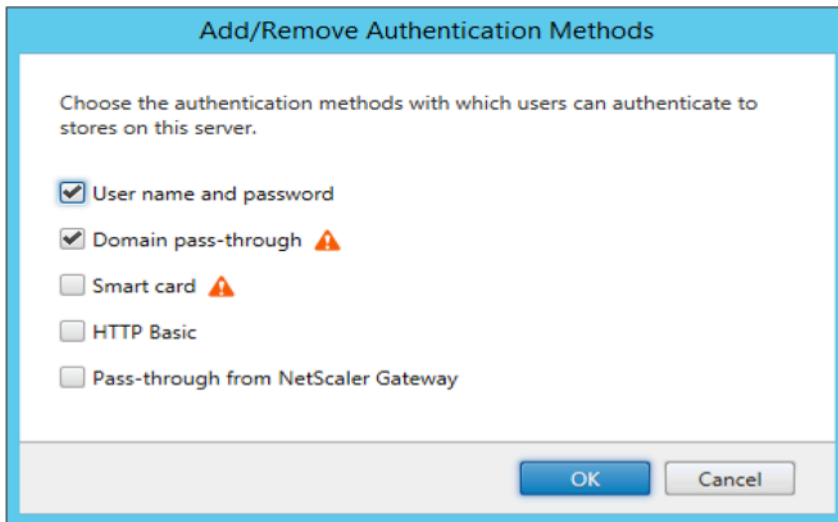 Add/Remove Authentication Methods
Choose the authentication methods with which users can authenticate to
stores on this server.
User name and password
Domain pass-through
Smart card
HTTP Basic
Pass-through from NetScaler Gateway
OK
Cancel